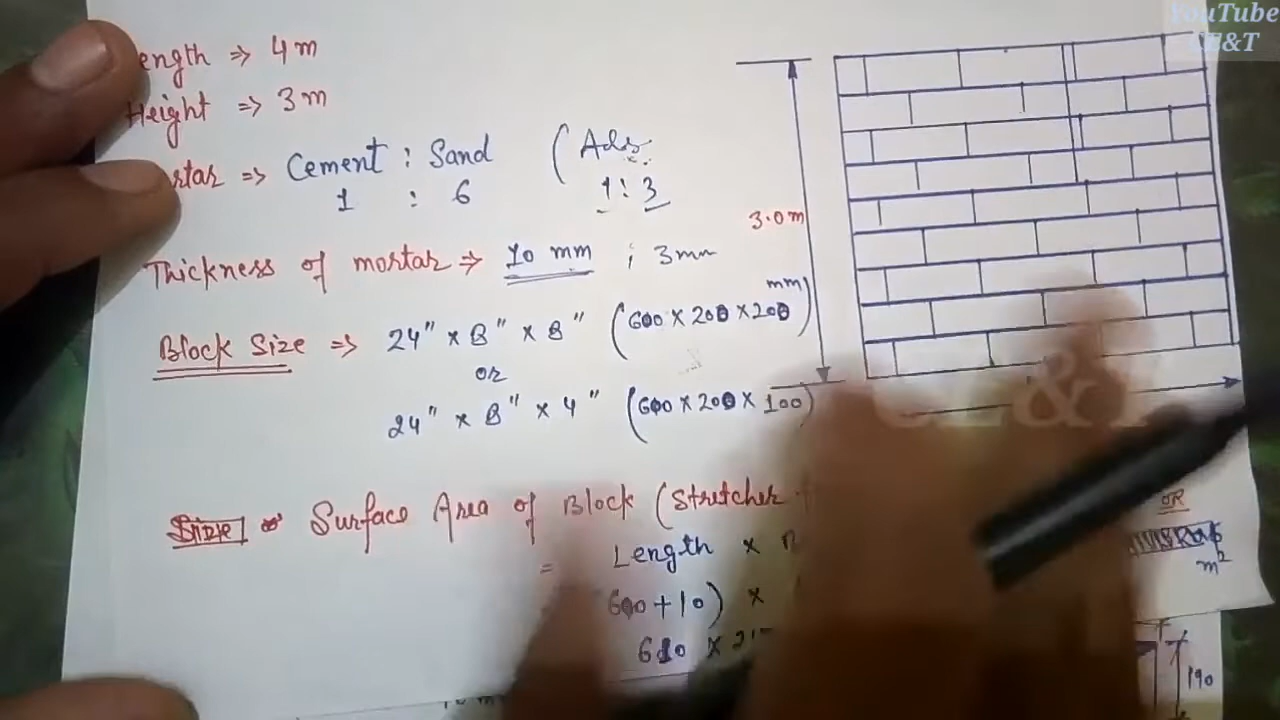 YouTube
ength ⇒ 4 m
Height ⇒ 3 m
rtar ⇒ Cement : Sand
1 : 6
1 : 3
Thickness of mortar ⇒ 10 mm ; 3 mm
3.0 m
Block Size ⇒ 24" × 8" × 8" (600 × 200 × 200 mm)
or
24" × 8" × 4" (600 × 200 × 100)
Surface Area of Block (Stretcher
= Length ×
600 + 10) ×
610 ×
OR
m²
190